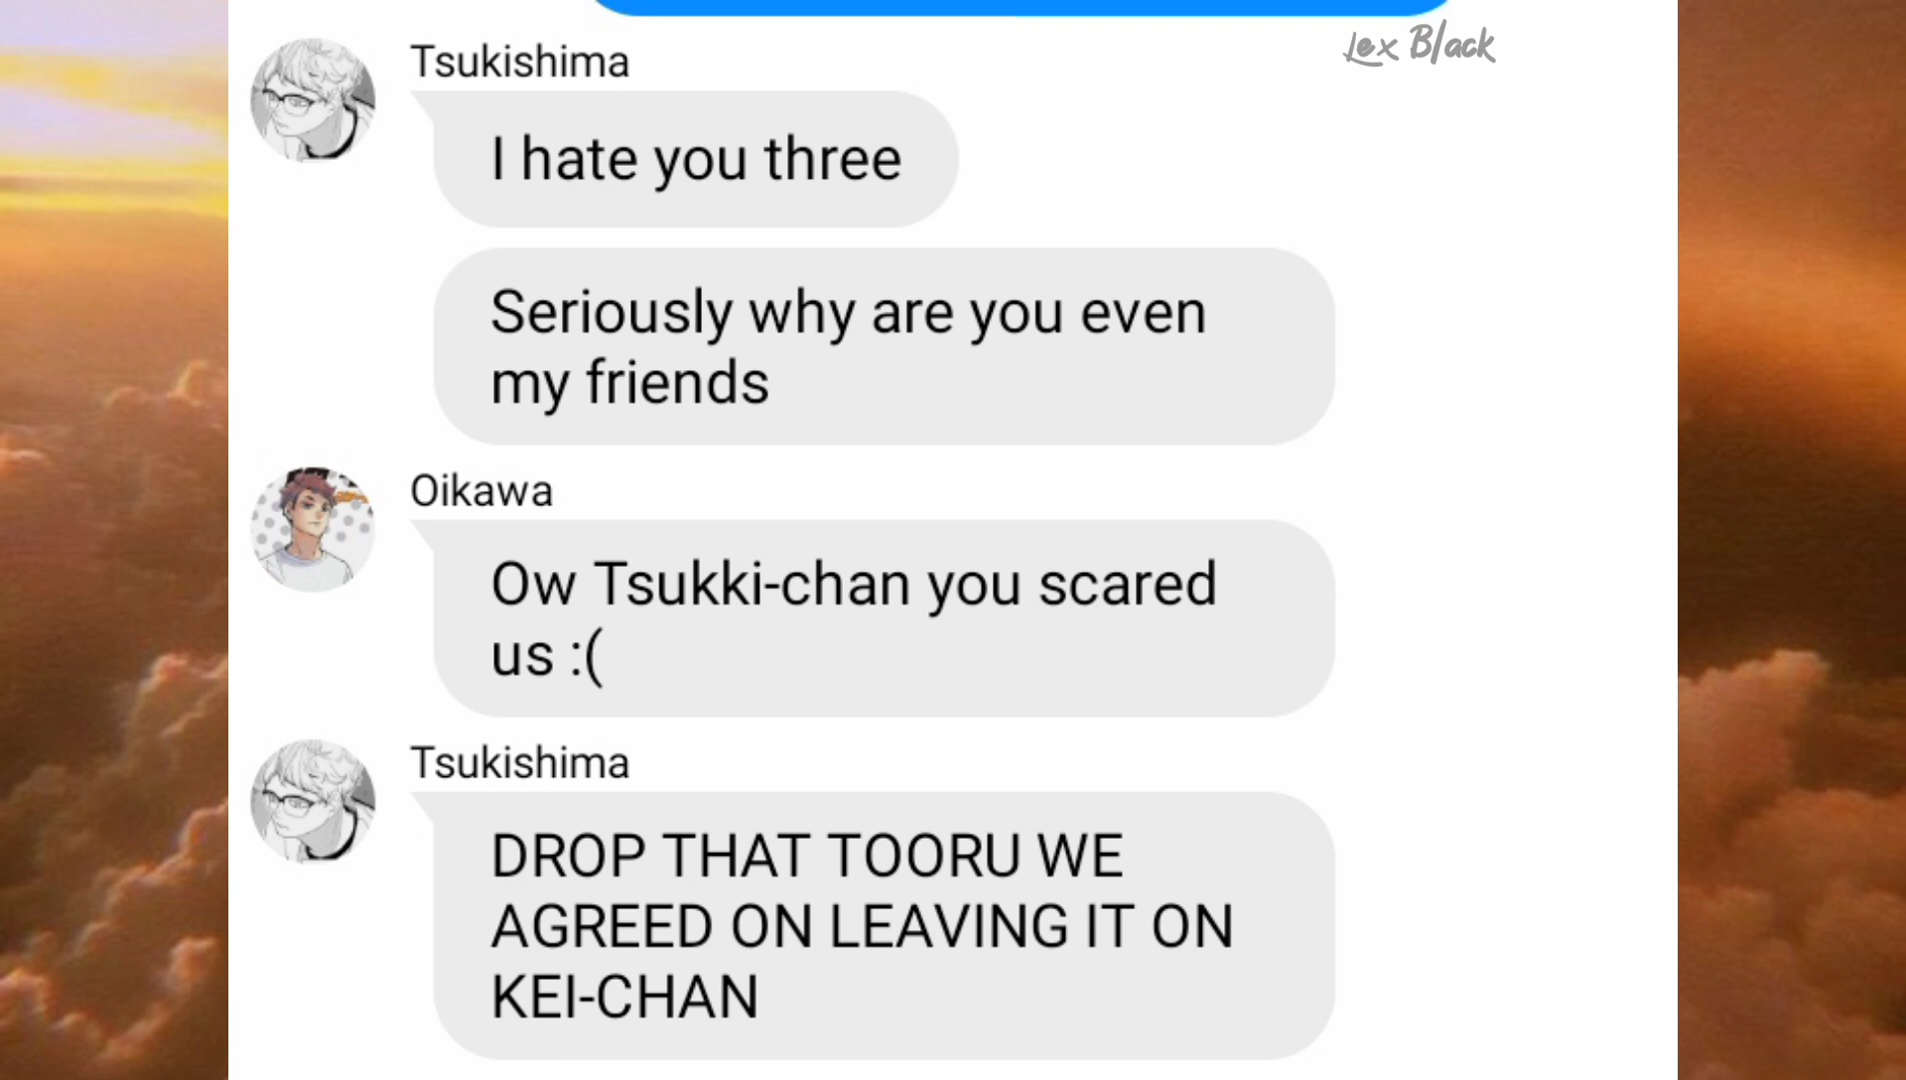 Lex Black
Tsukishima
I hate you three
Seriously why are you even
my friends
Oikawa
Ow Tsukki-chan you scared
us :(
Tsukishima
DROP THAT TOORU WE
AGREED ON LEAVING IT ON
KEI-CHAN